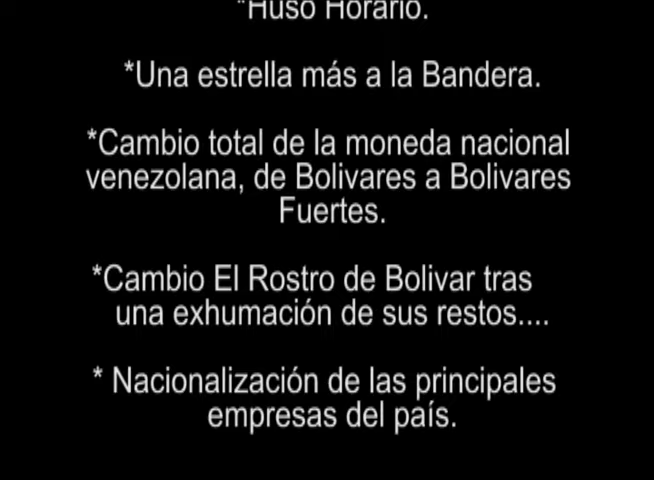 *Huso Horario.
*Una estrella más a la Bandera.
*Cambio total de la moneda nacional
venezolana, de Bolivares a Bolivares
Fuertes.
*Cambio El Rostro de Bolivar tras
una exhumación de sus restos....
* Nacionalización de las principales
empresas del país.